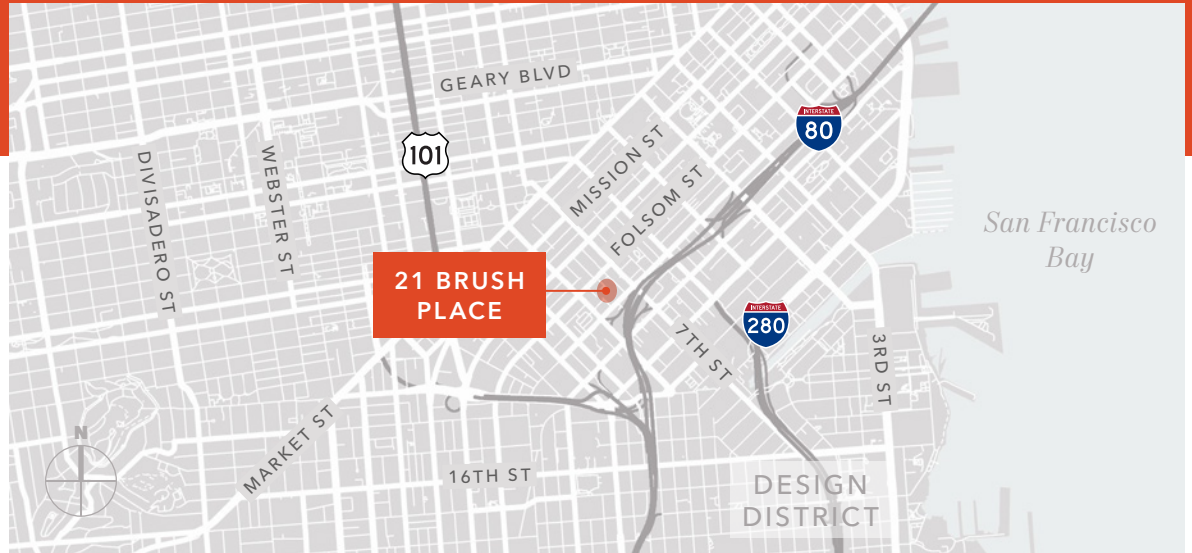 GEARY BLVD
INTERSTATE
80
101
MISSION ST
DIVISADERO ST
WEBSTER ST
FOLSOM ST
San Francisco
Bay
21 BRUSH
PLACE
INTERSTATE
280
7TH ST
3RD ST
MARKET ST
N
16TH ST
DESIGN
DISTRICT